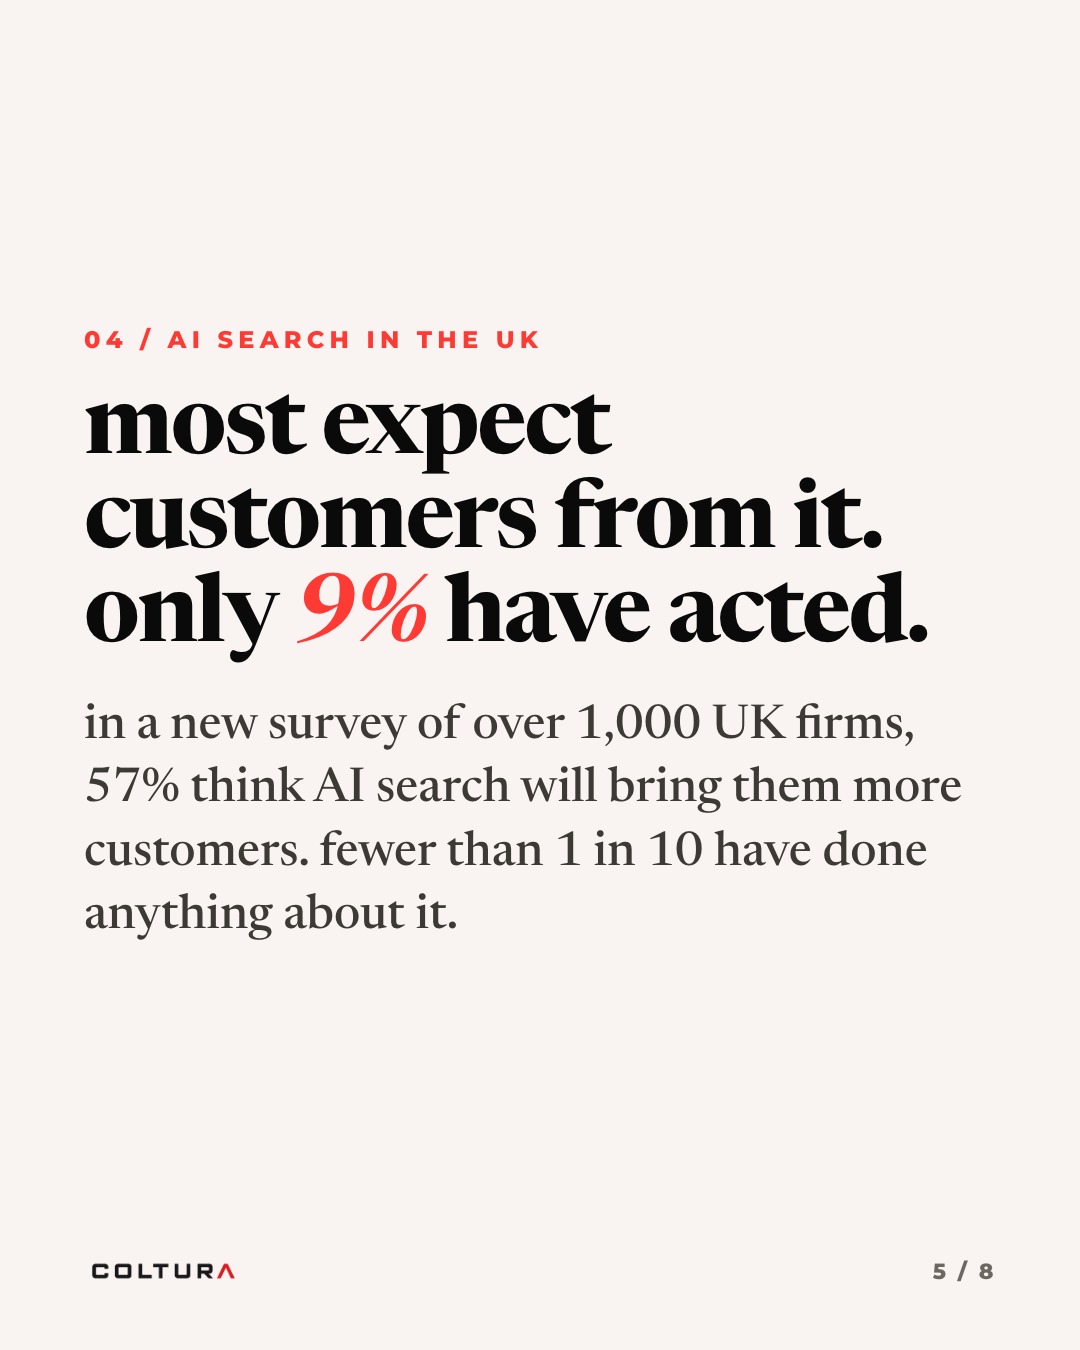 04 / AI SEARCH IN THE UK
most expect
customers from it.
only 9% have acted.
in a new survey of over 1,000 UK firms,
57% think AI search will bring them more
customers. fewer than 1 in 10 have done
anything about it.
COLTURA
5 / 8